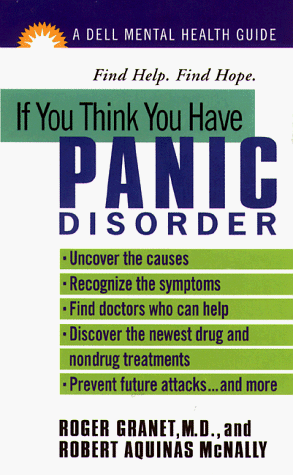 A DELL MENTAL HEALTH GUIDE
Find Help. Find Hope.
If You Think You Have
PANIC
DISORDER
• Uncover the causes
• Recognize the symptoms
• Find doctors who can help
• Discover the newest drug and
nondrug treatments
• Prevent future attacks...and more
ROGER GRANET, M.D., and
ROBERT AQUINAS McNALLY